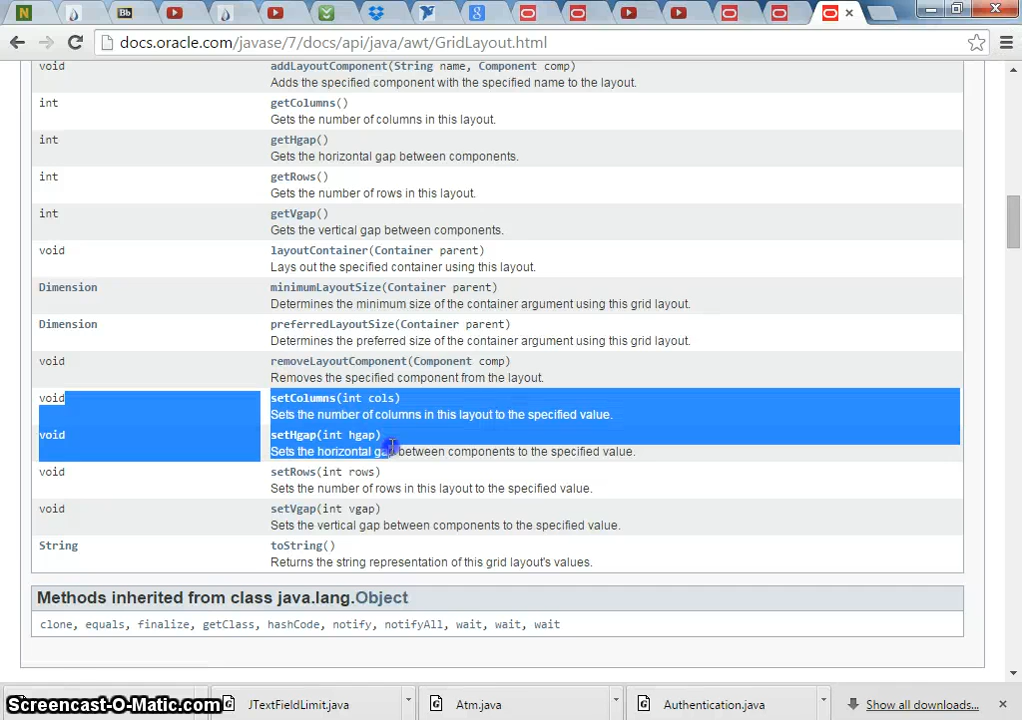 N
Bb
8
docs.oracle.com/javase/7/docs/api/java/awt/GridLayout.html
void addLayoutComponent(String name, Component comp)
Adds the specified component with the specified name to the layout.
int getColumns()
Gets the number of columns in this layout.
int getHgap()
Gets the horizontal gap between components.
int getRows()
Gets the number of rows in this layout.
int getVgap()
Gets the vertical gap between components.
void layoutContainer(Container parent)
Lays out the specified container using this layout.
Dimension minimumLayoutSize(Container parent)
Determines the minimum size of the container argument using this grid layout.
Dimension preferredLayoutSize(Container parent)
Determines the preferred size of the container argument using this grid layout.
void removeLayoutComponent(Component comp)
Removes the specified component from the layout.
void setColumns(int cols)
Sets the number of columns in this layout to the specified value.
void setHgap(int hgap)
Sets the horizontal gap between components to the specified value.
void setRows(int rows)
Sets the number of rows in this layout to the specified value.
void setVgap(int vgap)
Sets the vertical gap between components to the specified value.
String toString()
Returns the string representation of this grid layout's values.
Methods inherited from class java.lang.Object
clone, equals, finalize, getClass, hashCode, notify, notifyAll, wait, wait, wait
Screencast-O-Matic.com
JTextFieldLimit.java
Atm.java
Authentication.java
Show all downloads...